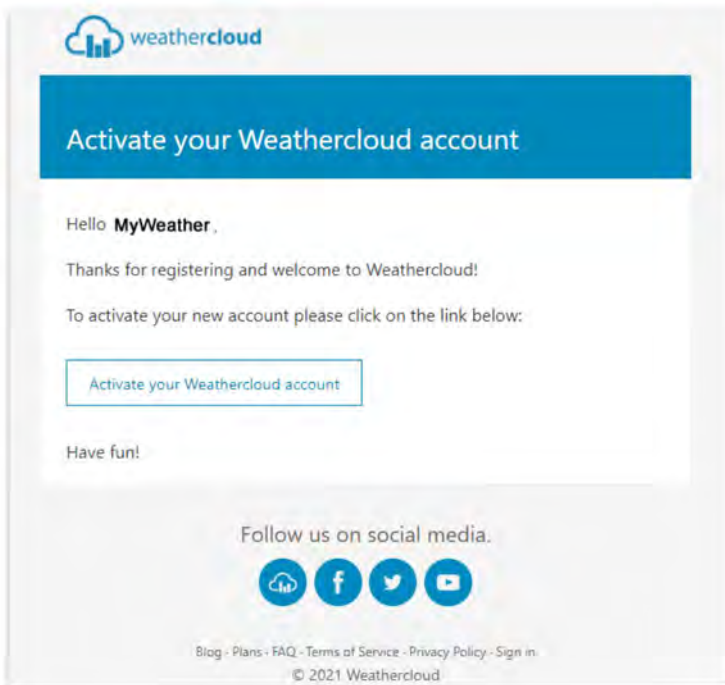 weathercloud
Activate your Weathercloud account
Hello MyWeather,
Thanks for registering and welcome to Weathercloud!
To activate your new account please click on the link below:
Activate your Weathercloud account
Have fun!
Follow us on social media.
Blog - Plans - FAQ - Terms of Service - Privacy Policy - Sign in
© 2021 Weathercloud